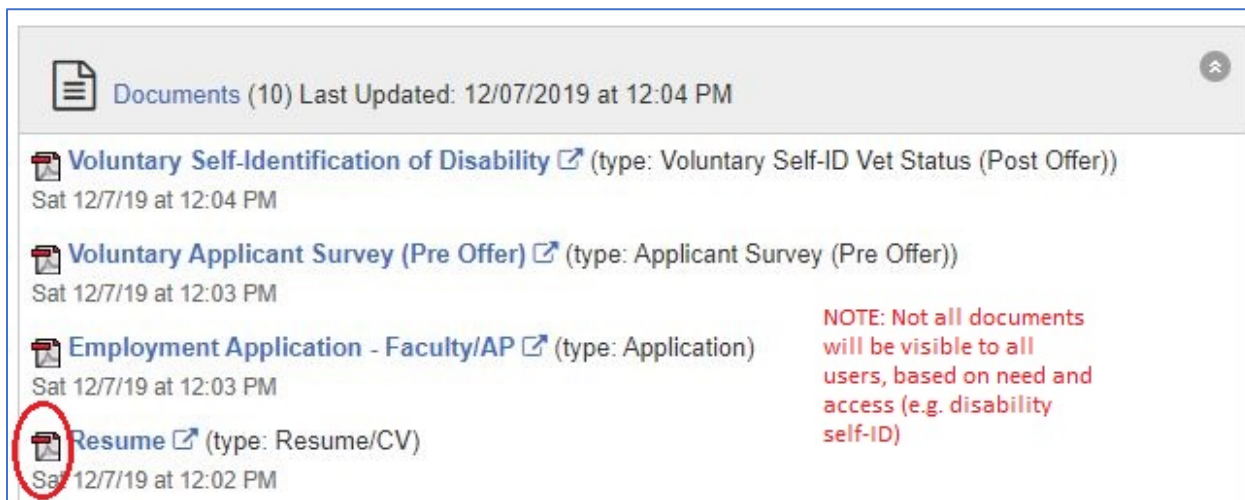 Documents (10) Last Updated: 12/07/2019 at 12:04 PM
Voluntary Self-Identification of Disability (type: Voluntary Self-ID Vet Status (Post Offer))
Sat 12/7/19 at 12:04 PM
Voluntary Applicant Survey (Pre Offer) (type: Applicant Survey (Pre Offer))
Sat 12/7/19 at 12:03 PM
Employment Application - Faculty/AP (type: Application)
Sat 12/7/19 at 12:03 PM
Resume (type: Resume/CV)
Sat 12/7/19 at 12:02 PM
NOTE: Not all documents
will be visible to all
users, based on need and
access (e.g. disability
self-ID)